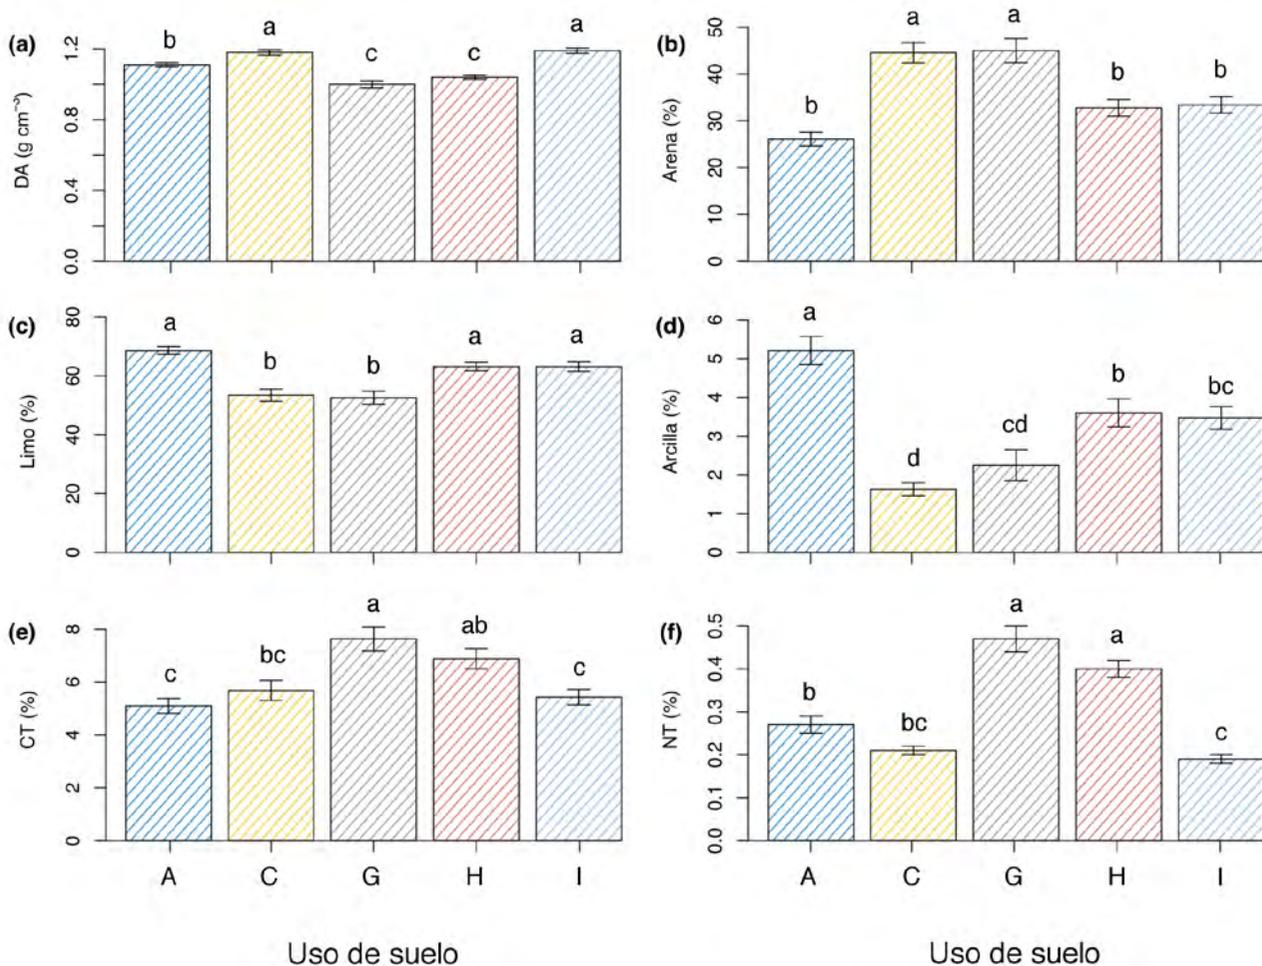 (a)
DA (g cm⁻³)
1.2
0.8
0.4
0.0
b
a
c
c
a
(b)
Arena (%)
50
40
30
20
10
0
b
a
a
b
b
(c)
Limo (%)
80
60
40
20
0
a
b
b
a
a
(d)
Arcilla (%)
6
5
4
3
2
1
0
a
d
cd
b
bc
(e)
CT (%)
8
6
4
2
0
c
bc
a
ab
c
A C G H I
Uso de suelo
(f)
NT (%)
0.5
0.4
0.3
0.2
0.1
0.0
b
bc
a
a
c
A C G H I
Uso de suelo